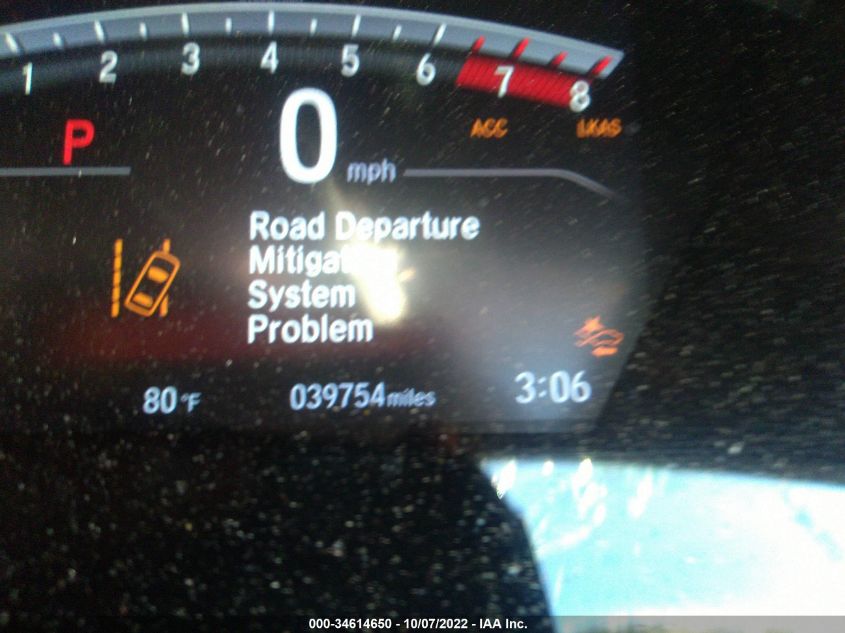 1 2 3 4 5 6 7 8
ACC LKAS
P
0 mph
Road Departure
Mitigation
System
Problem
80°F 039754 miles 3:06
000-34614650 - 10/07/2022 - IAA Inc.